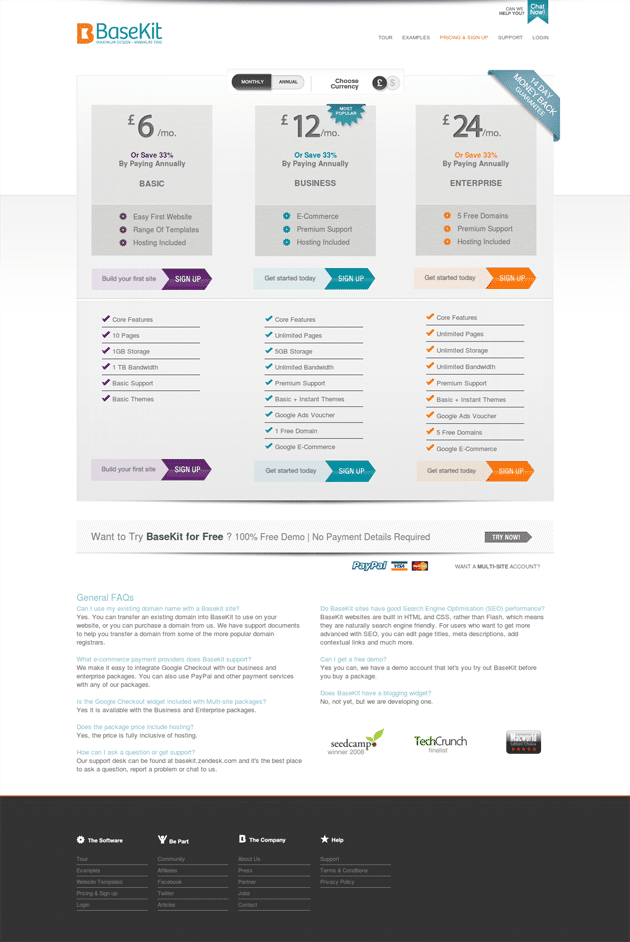 CAN WE
HELP YOU?
Chat
Now!
BaseKit
TOUR EXAMPLES PRICING & SIGN UP SUPPORT LOGIN
MONTHLY ANNUAL
Choose
Currency
£ $
14 DAY
MONEY BACK
GUARANTEE
£6/mo.
Or Save 33%
By Paying Annually
BASIC
Easy First Website
Range Of Templates
Hosting Included
Build your first site SIGN UP
MOST
POPULAR
£12/mo.
Or Save 33%
By Paying Annually
BUSINESS
E-Commerce
Premium Support
Hosting Included
Get started today SIGN UP
£24/mo.
Or Save 33%
By Paying Annually
ENTERPRISE
5 Free Domains
Premium Support
Hosting Included
Get started today SIGN UP
Core Features
10 Pages
1GB Storage
1 TB Bandwidth
Basic Support
Basic Themes
Build your first site SIGN UP
Core Features
Unlimited Pages
5GB Storage
Unlimited Bandwidth
Premium Support
Basic + Instant Themes
Google Ads Voucher
1 Free Domain
Google E-Commerce
Get started today SIGN UP
Core Features
Unlimited Pages
Unlimited Storage
Unlimited Bandwidth
Premium Support
Basic + Instant Themes
Google Ads Voucher
5 Free Domains
Google E-Commerce
Get started today SIGN UP
Want to Try BaseKit for Free ? 100% Free Demo | No Payment Details Required
TRY NOW!
PayPal VISA MasterCard
WANT A MULTI-SITE ACCOUNT?
General FAQs
Can I use my existing domain name with a Basekit site?
Yes. You can transfer an existing domain into BaseKit to use on your
website, or you can purchase a domain from us. We have support documents
to help you transfer a domain from some of the more popular domain
registrars.
What e-commerce payment providers does BaseKit support?
We make it easy to integrate Google Checkout with our business and
enterprise packages. You can also use PayPal and other payment services
with any of our packages.
Is the Google Checkout widget included with Multi-site packages?
Yes it is available with the Business and Enterprise packages.
Does the package price include hosting?
Yes, the price is fully inclusive of hosting.
How can I ask a question or get support?
Our support desk can be found at basekit.zendesk.com and it's the best place
to ask a question, report a problem or chat to us.
Do BaseKit sites have good Search Engine Optimisation (SEO) performance?
BaseKit websites are built in HTML and CSS, rather than Flash, which means
they are naturally search engine friendly. For users who want to get more
advanced with SEO, you can edit page titles, meta descriptions, add
contextual links and much more.
Can I get a free demo?
Yes you can, we have a demo account that let's you try out BaseKit before
you buy a package.
Does BaseKit have a blogging widget?
No, not yet, but we are developing one.
seedcamp
winner 2008
TechCrunch
finalist
The Software
Tour
Examples
Website Templates
Pricing & Sign up
Login
Be Part
Community
Affiliates
Facebook
Twitter
Articles
The Company
About Us
Press
Partner
Jobs
Contact
Help
Support
Terms & Conditions
Privacy Policy